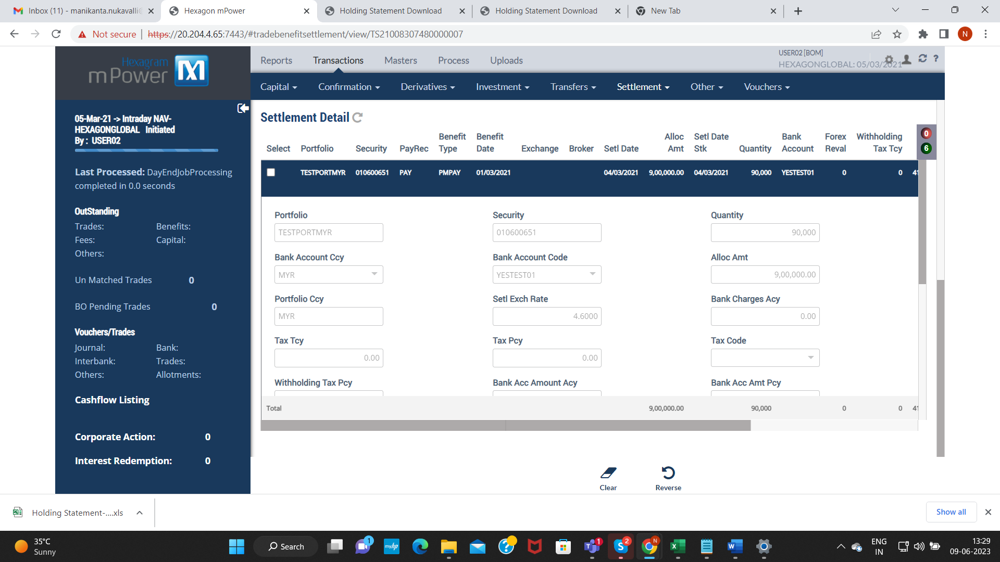 Inbox (11) - manikanta.nukavalli@
Hexagon mPower
Holding Statement Download
Holding Statement Download
New Tab
Not secure
https://20.204.4.65:7443/#tradebenefitsettlement/view/TS21008307480000007
N
Hexagram
mPower
Reports
Transactions
Masters
Process
Uploads
USER02 [BOM]
HEXAGONGLOBAL: 05/03/2021
?
Capital
Confirmation
Derivatives
Investment
Transfers
Settlement
Other
Vouchers
05-Mar-21 -> Intraday NAV-
HEXAGONGLOBAL Initiated
By : USER02
Last Processed: DayEndJobProcessing
completed in 0.0 seconds
OutStanding
Trades:
Benefits:
Fees:
Capital:
Others:
Un Matched Trades 0
BO Pending Trades 0
Vouchers/Trades
Journal:
Bank:
Interbank:
Trades:
Others:
Allotments:
Cashflow Listing
Corporate Action: 0
Interest Redemption: 0
Settlement Detail
Select
Portfolio
Security
PayRec
Benefit
Type
Benefit
Date
Exchange
Broker
Setl Date
Alloc
Amt
Setl Date
Stk
Quantity
Bank
Account
Forex
Reval
Withholding
Tax Tcy
0
6
TESTPORTMYR 010600651 PAY PMPAY 01/03/2021 04/03/2021 9,00,000.00 04/03/2021 90,000 YESTEST01 0 0 41
Portfolio
TESTPORTMYR
Security
010600651
Quantity
90,000
Bank Account Ccy
MYR
Bank Account Code
YESTEST01
Alloc Amt
9,00,000.00
Portfolio Ccy
MYR
Setl Exch Rate
4.6000
Bank Charges Acy
0.00
Tax Tcy
0.00
Tax Pcy
0.00
Tax Code
Withholding Tax Pcy
Bank Acc Amount Acy
Bank Acc Amt Pcy
Total 9,00,000.00 90,000 0 0 41
Clear
Reverse
Holding Statement-....xls
Show all
35°C
Sunny
Search
1
myhp
1
2
N
ENG
IN
13:29
09-06-2023